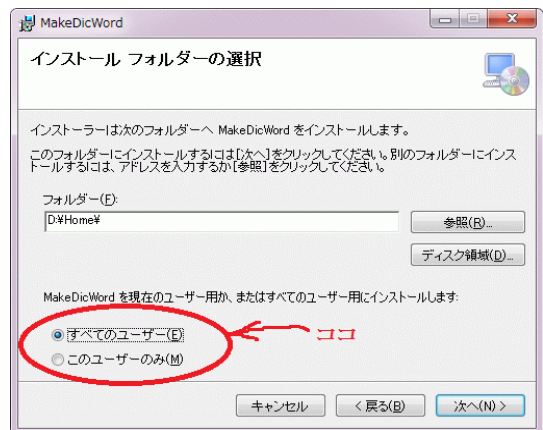 MakeDicWord
インストール フォルダーの選択
インストーラーは次のフォルダーへ MakeDicWord をインストールします。
このフォルダーにインストールするには[次へ]をクリックしてください。別のフォルダーにインス
トールするには、アドレスを入力するか[参照]をクリックしてください。
フォルダー(F):
D:¥Home¥
参照(R)...
ディスク領域(D)...
MakeDicWord を現在のユーザー用か、またはすべてのユーザー用にインストールします:
すべてのユーザー(E)
ココ
このユーザーのみ(M)
キャンセル
< 戻る(B)
次へ(N) >